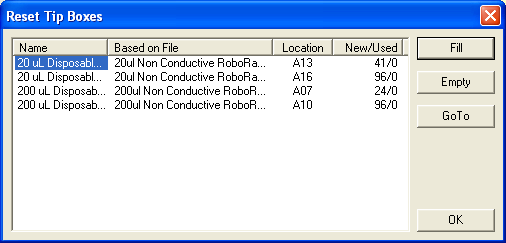 Reset Tip Boxes
Name Based on File Location New/Used
20 uL Disposabl... 20ul Non Conductive RoboRa... A13 41/0
20 uL Disposabl... 20ul Non Conductive RoboRa... A16 96/0
200 uL Disposab... 200ul Non Conductive RoboR... A07 24/0
200 uL Disposab... 200ul Non Conductive RoboR... A10 96/0
Fill
Empty
GoTo
OK